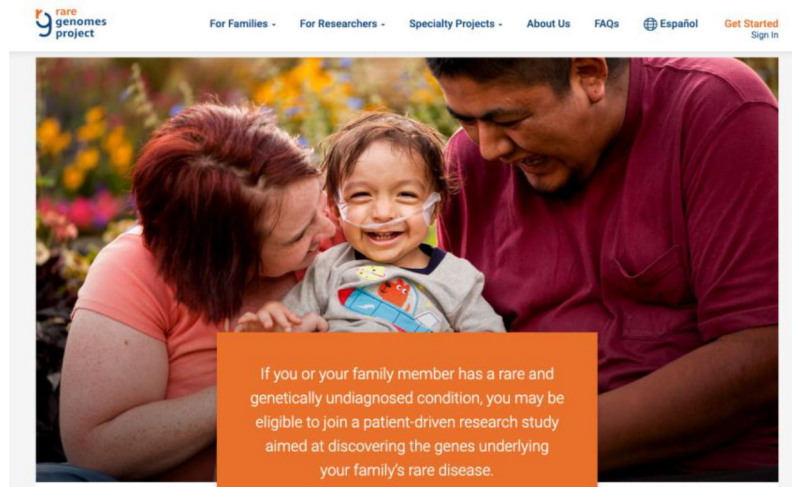 rare
genomes
project
For Families -
For Researchers -
Specialty Projects -
About Us
FAQs
Español
Get Started
Sign In
If you or your family member has a rare and
genetically undiagnosed condition, you may be
eligible to join a patient-driven research study
aimed at discovering the genes underlying
your family's rare disease.